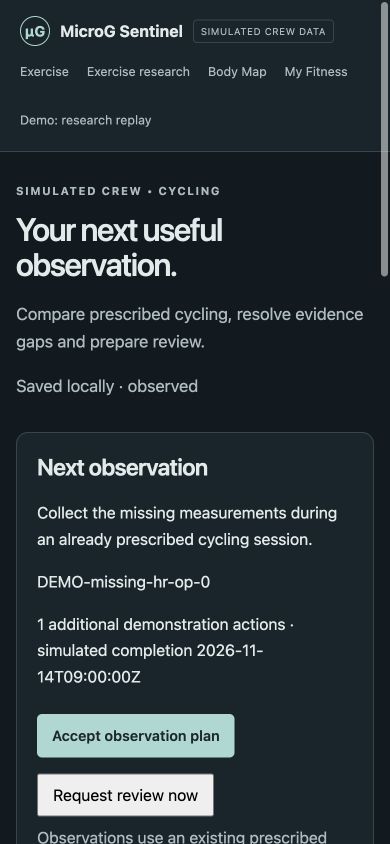 μG MicroG Sentinel SIMULATED CREW DATA
Exercise Exercise research Body Map My Fitness
Demo: research replay
SIMULATED CREW • CYCLING
Your next useful
observation.
Compare prescribed cycling, resolve evidence
gaps and prepare review.
Saved locally · observed
Next observation
Collect the missing measurements during
an already prescribed cycling session.
DEMO-missing-hr-op-0
1 additional demonstration actions ·
simulated completion 2026-11-
14T09:00:00Z
Accept observation plan
Request review now
Observations use an existing prescribed